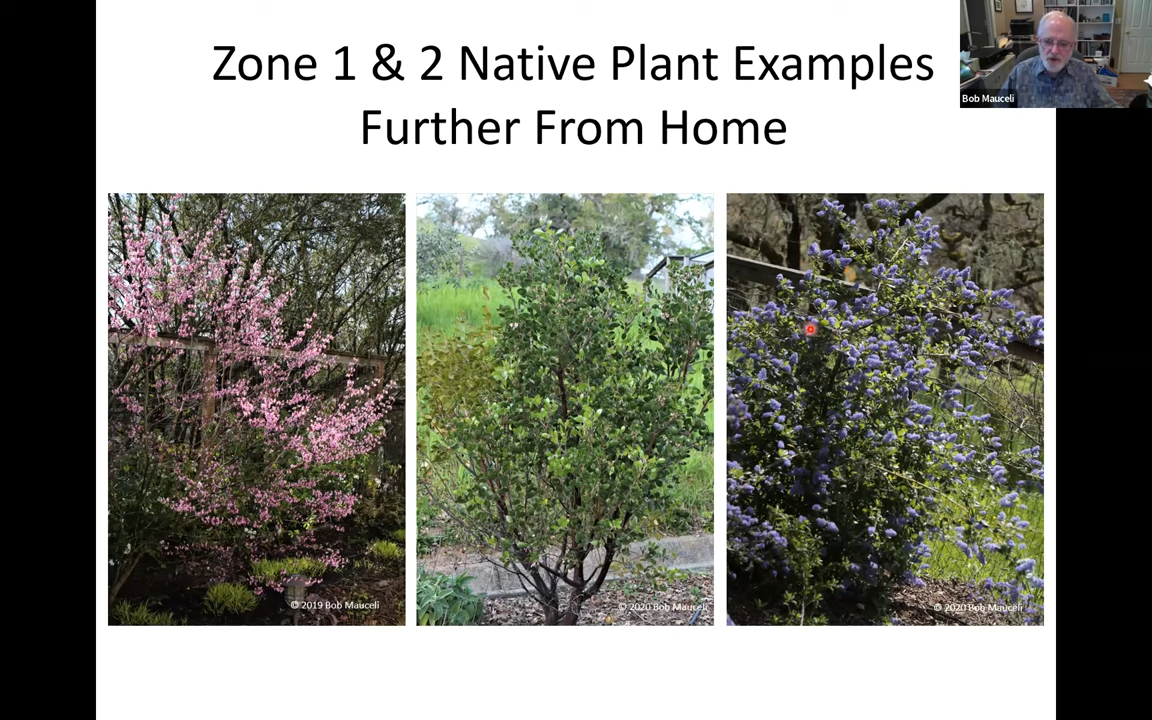 Zone 1 & 2 Native Plant Examples
Further From Home
Bob Mauceli
© 2019 Bob Mauceli
© 2020 Bob Mauceli
© 2020 Bob Mauceli